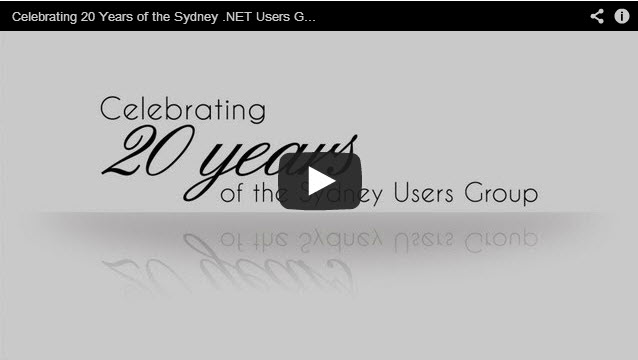 Celebrating 20 Years of the Sydney .NET Users G...
Celebrating
20 years
of the Sydney Users Group